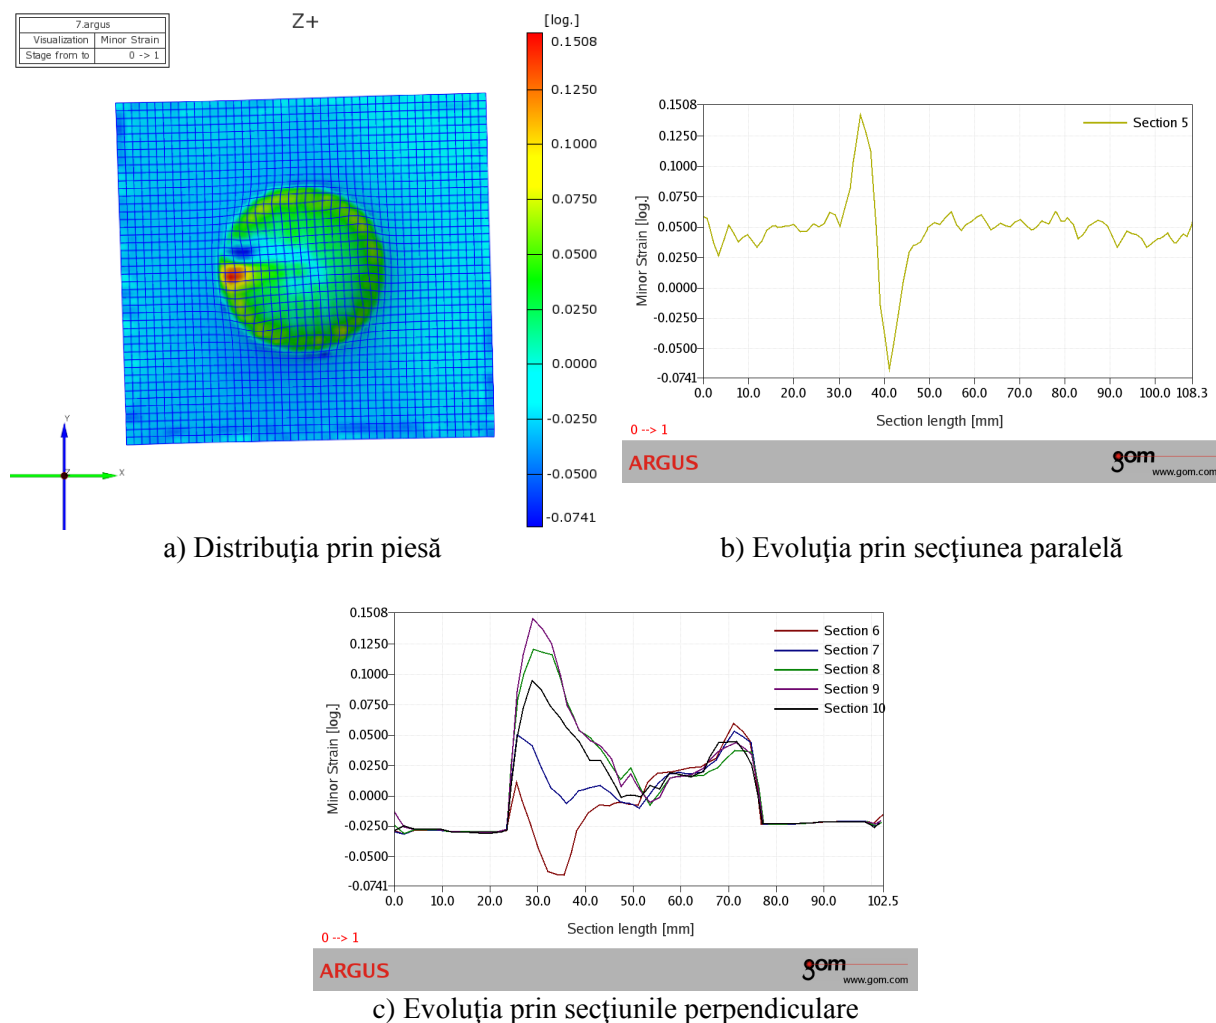 7.argus
Visualization Minor Strain
Stage from to 0 -> 1
Z+
[log.]
0.1508
0.1250
0.1000
0.0750
0.0500
0.0250
0.0000
-0.0250
-0.0500
-0.0741
Y
Z
X
a) Distribuţia prin piesă
0.1508
0.1250
0.1000
0.0750
0.0500
0.0250
0.0000
-0.0250
-0.0500
-0.0741
Minor Strain [log.]
Section 5
0.0 10.0 20.0 30.0 40.0 50.0 60.0 70.0 80.0 90.0 100.0 108.3
Section length [mm]
0 --> 1
ARGUS
gom
www.gom.com
b) Evoluţia prin secţiunea paralelă
0.1508
0.1250
0.1000
0.0750
0.0500
0.0250
0.0000
-0.0250
-0.0500
-0.0741
Minor Strain [log.]
Section 6
Section 7
Section 8
Section 9
Section 10
0.0 10.0 20.0 30.0 40.0 50.0 60.0 70.0 80.0 90.0 102.5
Section length [mm]
0 --> 1
ARGUS
gom
www.gom.com
c) Evoluţia prin secţiunile perpendiculare